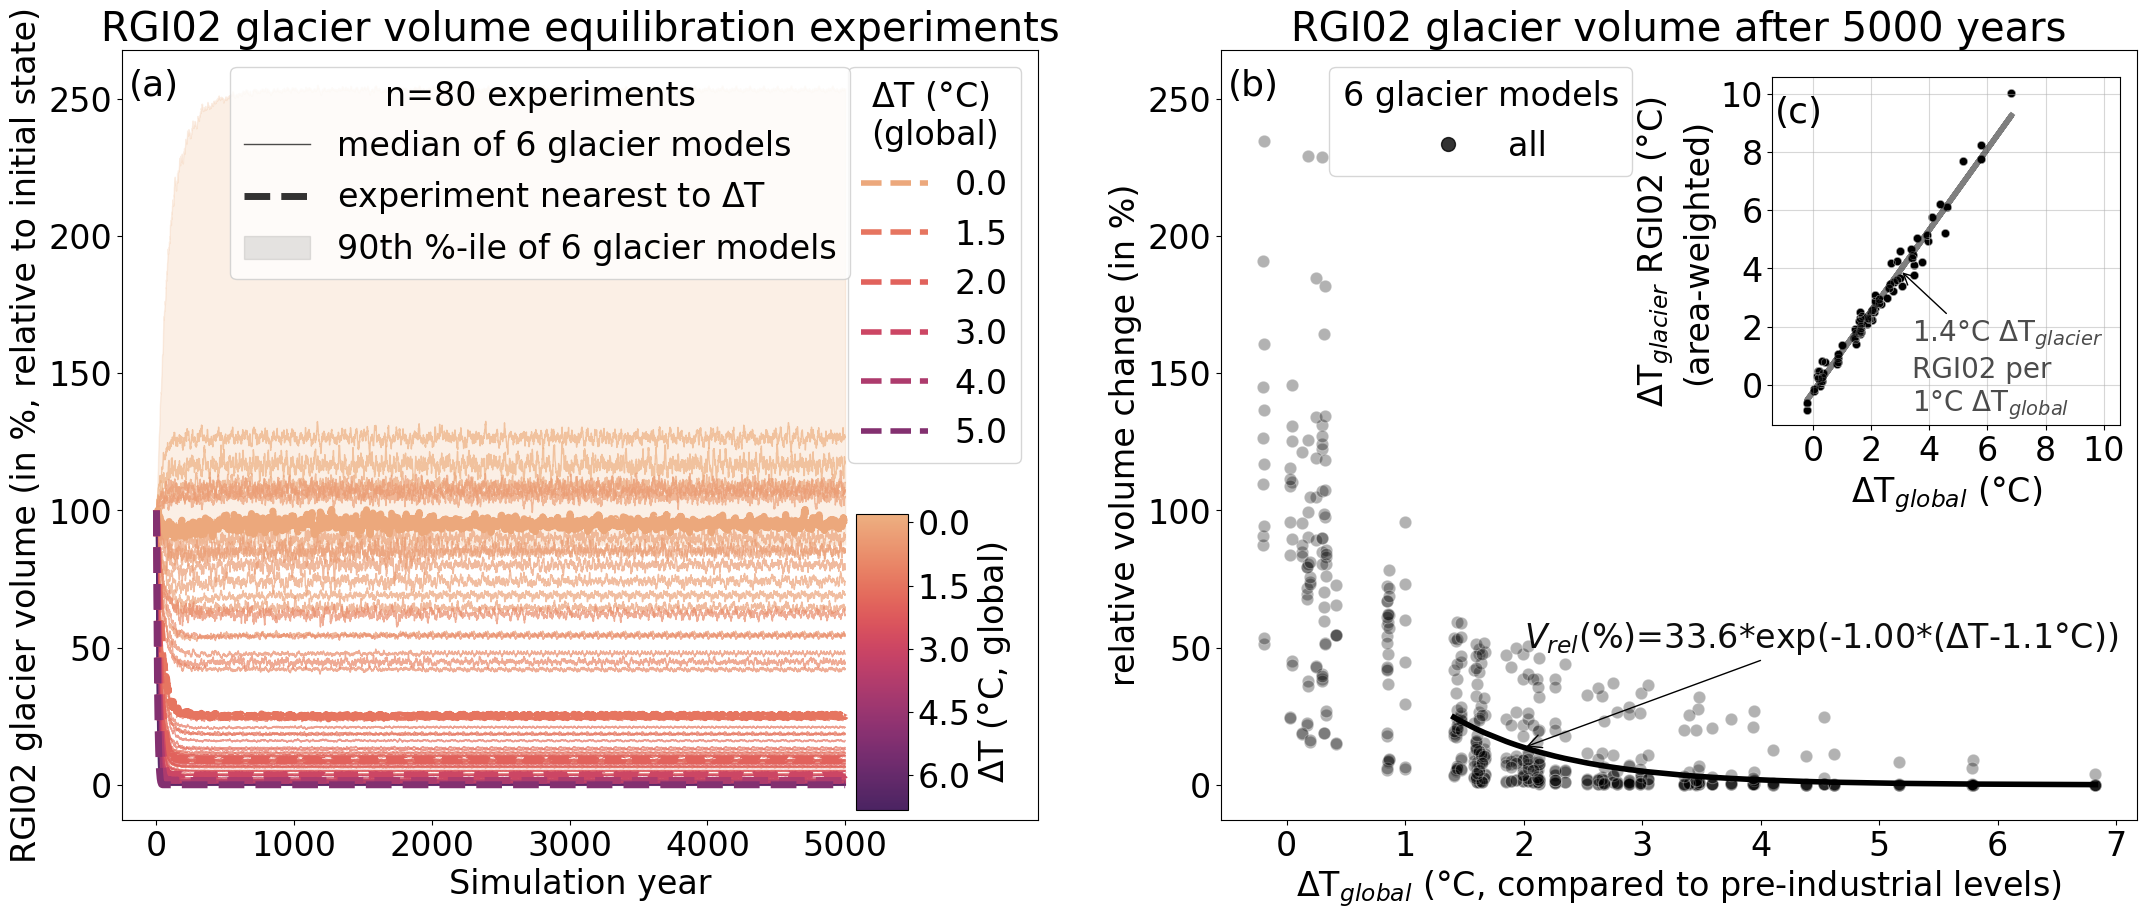 RGI02 glacier volume equilibration experiments
RGI02 glacier volume (in %, relative to initial state)
(a)
n=80 experiments
median of 6 glacier models
experiment nearest to ΔT
90th %-ile of 6 glacier models
ΔT (°C)
(global)
0.0
1.5
2.0
3.0
4.0
5.0
250
200
150
100
50
0
0.0
1.5
3.0
4.5
6.0
ΔT (°C, global)
0
1000
2000
3000
4000
5000
Simulation year
RGI02 glacier volume after 5000 years
relative volume change (in %)
(b)
6 glacier models
all
250
200
150
100
50
0
V_rel(%)=33.6*exp(-1.00*(ΔT-1.1°C))
0
1
2
3
4
5
6
7
ΔT_global (°C, compared to pre-industrial levels)
ΔT_glacier RGI02 (°C)
(area-weighted)
(c)
10
8
6
4
2
0
1.4°C ΔT_glacier
RGI02 per
1°C ΔT_global
0
2
4
6
8
10
ΔT_global (°C)